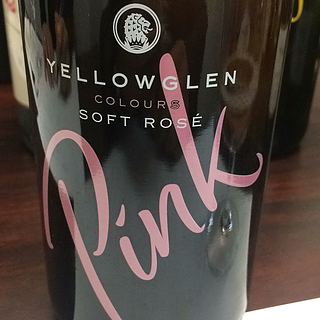 YELLOWGLEN
COLOURS
SOFT ROSÉ
Pink